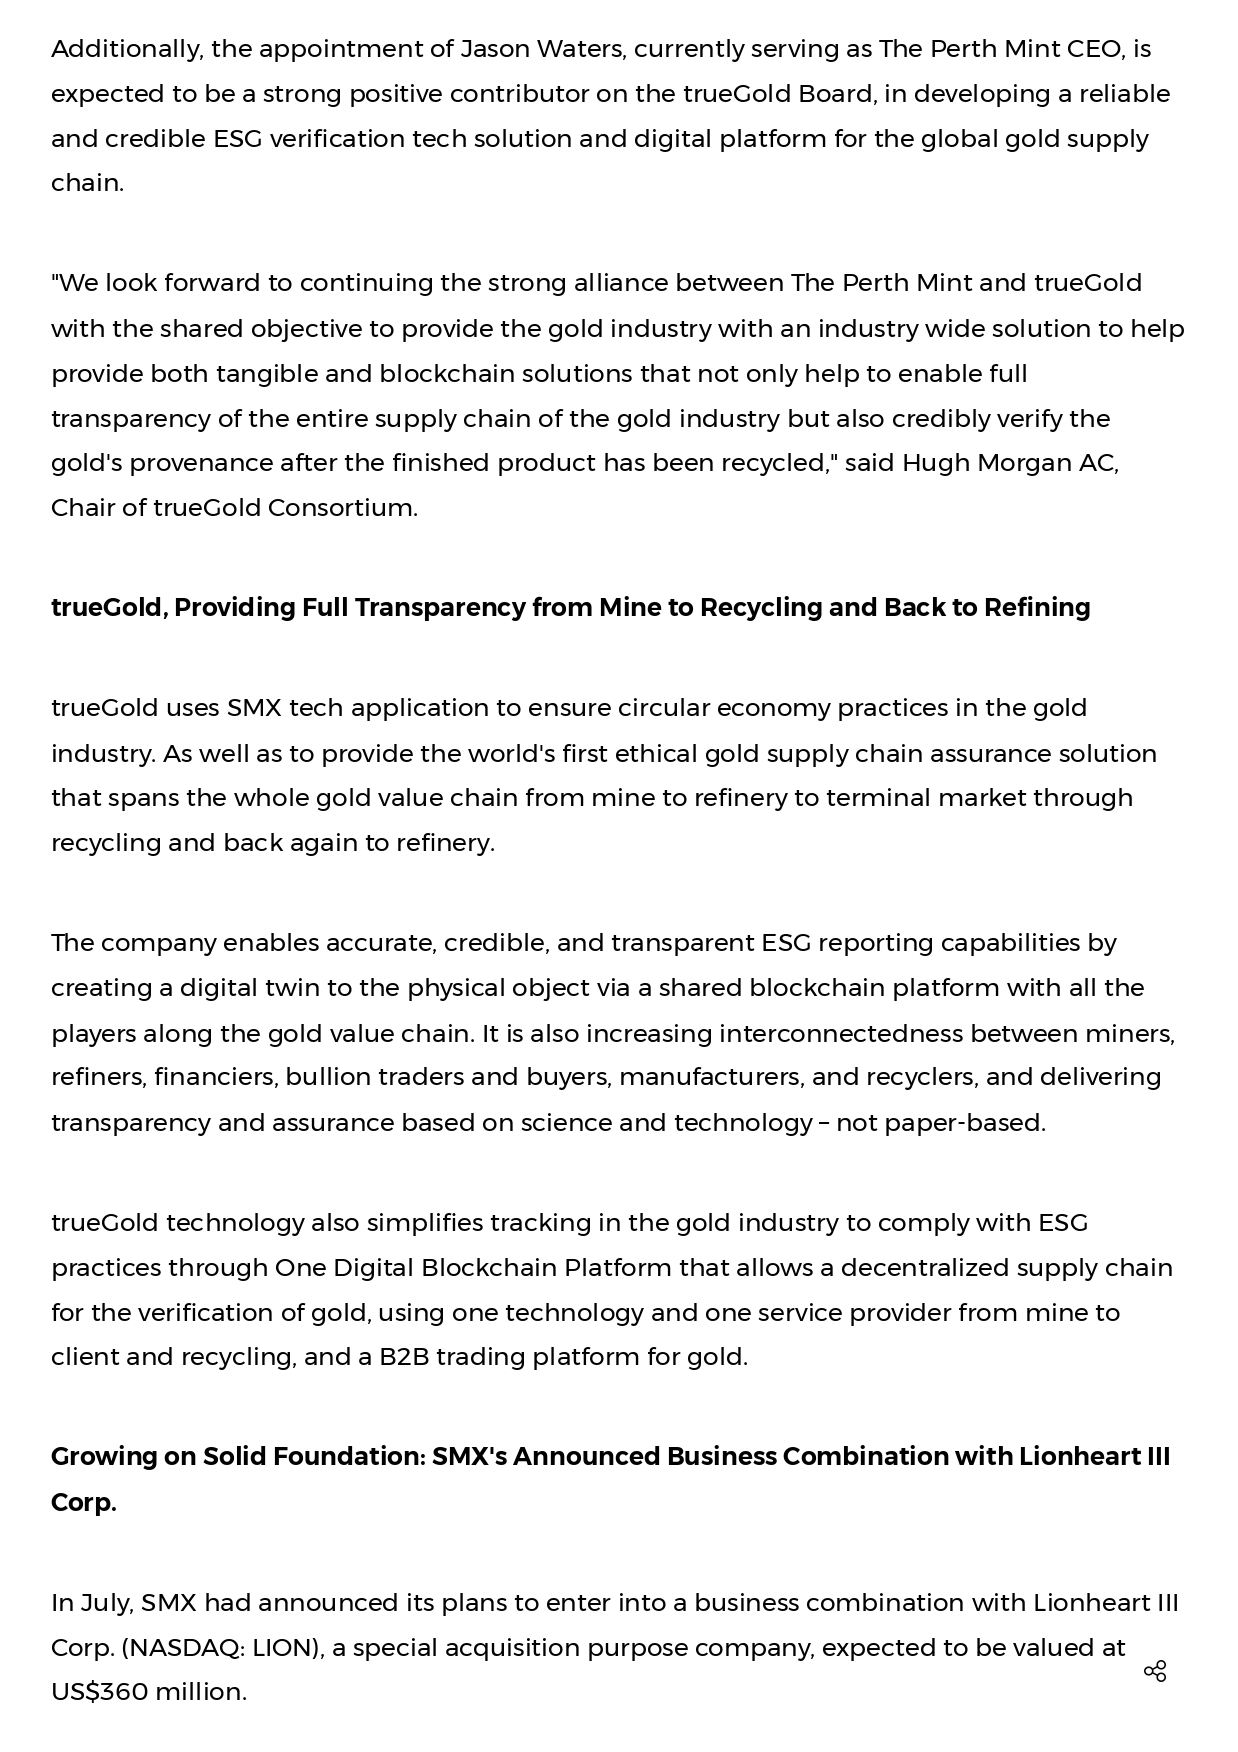 Additionally, the appointment of Jason Waters, currently serving as The Perth Mint CEO, is
expected to be a strong positive contributor on the trueGold Board, in developing a reliable
and credible ESG verification tech solution and digital platform for the global gold supply
chain.
"We look forward to continuing the strong alliance between The Perth Mint and trueGold
with the shared objective to provide the gold industry with an industry wide solution to help
provide both tangible and blockchain solutions that not only help to enable full
transparency of the entire supply chain of the gold industry but also credibly verify the
gold's provenance after the finished product has been recycled," said Hugh Morgan AC,
Chair of trueGold Consortium.
trueGold, Providing Full Transparency from Mine to Recycling and Back to Refining
trueGold uses SMX tech application to ensure circular economy practices in the gold
industry. As well as to provide the world's first ethical gold supply chain assurance solution
that spans the whole gold value chain from mine to refinery to terminal market through
recycling and back again to refinery.
The company enables accurate, credible, and transparent ESG reporting capabilities by
creating a digital twin to the physical object via a shared blockchain platform with all the
players along the gold value chain. It is also increasing interconnectedness between miners,
refiners, financiers, bullion traders and buyers, manufacturers, and recyclers, and delivering
transparency and assurance based on science and technology – not paper-based.
trueGold technology also simplifies tracking in the gold industry to comply with ESG
practices through One Digital Blockchain Platform that allows a decentralized supply chain
for the verification of gold, using one technology and one service provider from mine to
client and recycling, and a B2B trading platform for gold.
Growing on Solid Foundation: SMX's Announced Business Combination with Lionheart III
Corp.
In July, SMX had announced its plans to enter into a business combination with Lionheart III
Corp. (NASDAQ: LION), a special acquisition purpose company, expected to be valued at
US$360 million.